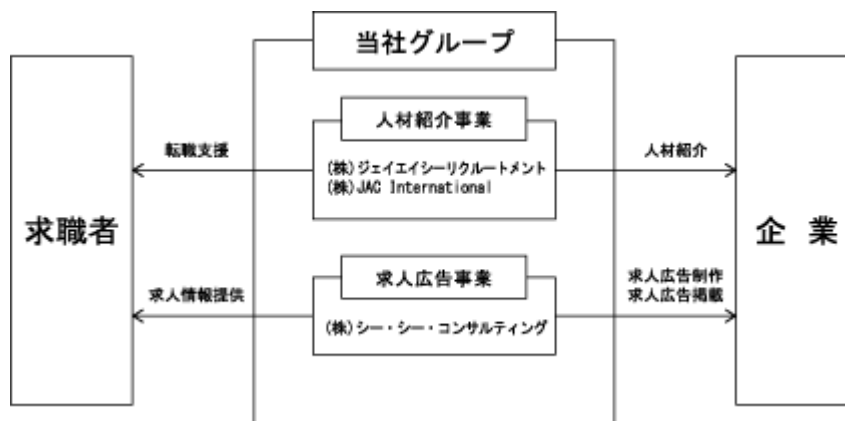 当社グループ
人材紹介事業
転職支援
人材紹介
(株)ジェイエイシーリクルートメント
(株)JAC International
求職者
企 業
求人広告事業
求人情報提供
求人広告制作
求人広告掲載
(株)シー・シー・コンサルティング